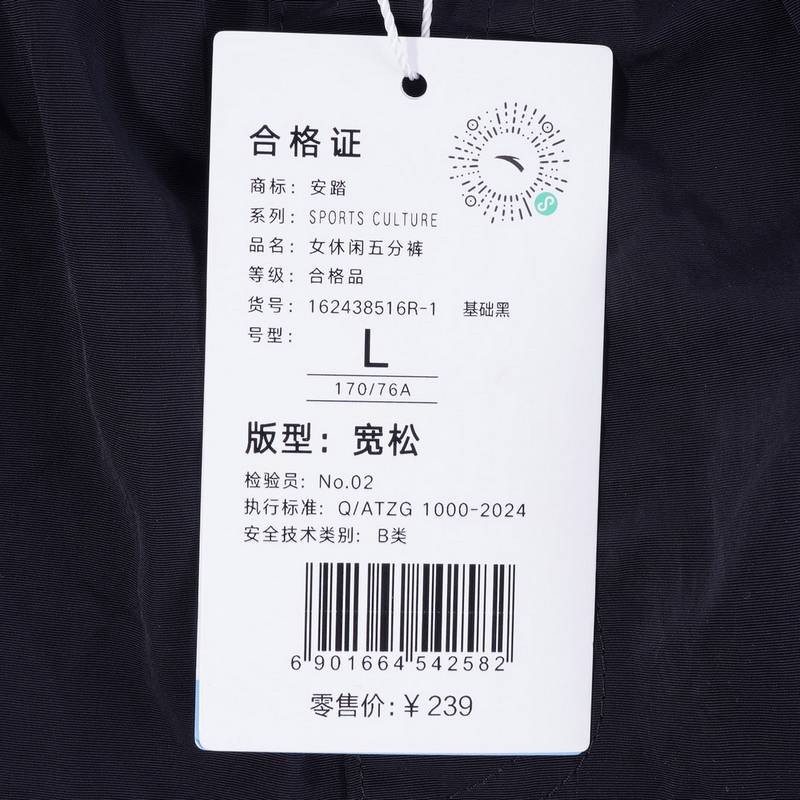 合格证
商标: 安踏
系列: SPORTS CULTURE
品名: 女休闲五分裤
等级: 合格品
货号: 162438516R-1 基础黑
号型: L
170/76A
版型: 宽松
检验员: No.02
执行标准: Q/ATZG 1000-2024
安全技术类别: B类
6 901664 542582
零售价: ¥ 239